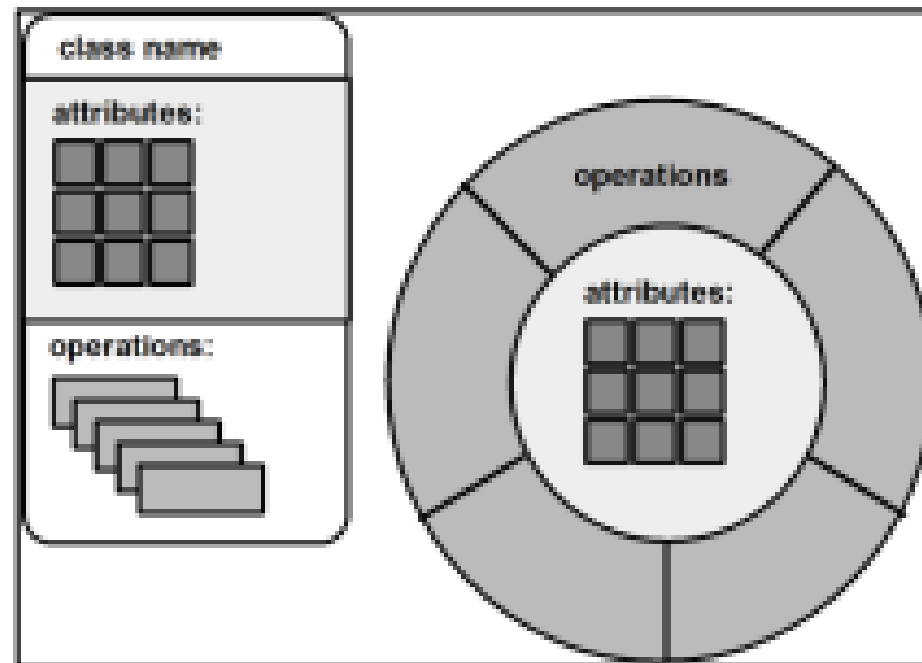 class name
attributes:
operations:
operations
attributes: